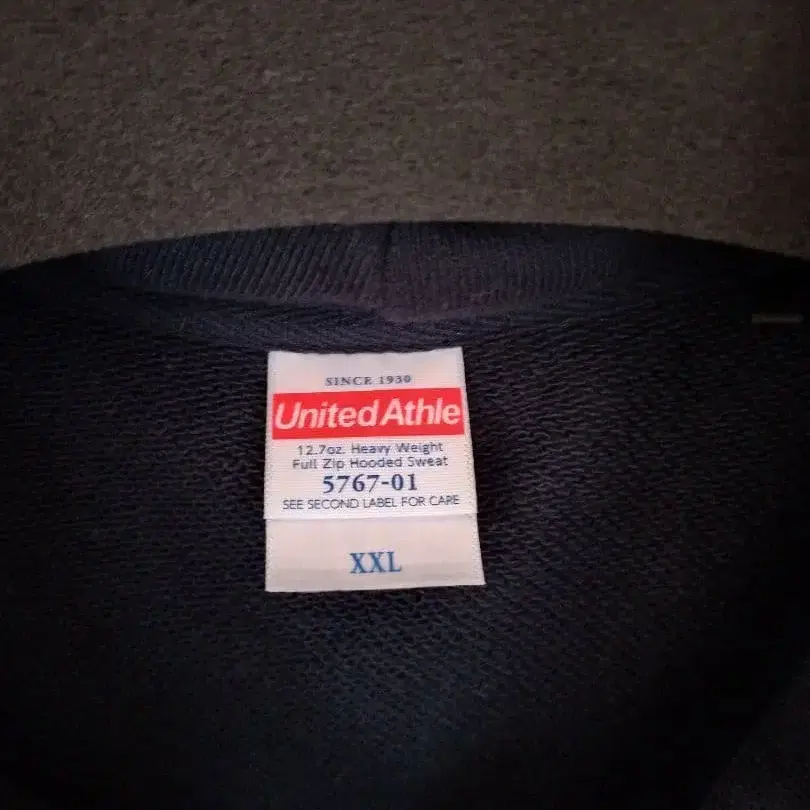 SINCE 1930
United Athle
12.7oz. Heavy Weight
Full Zip Hooded Sweat
5767-01
SEE SECOND LABEL FOR CARE
XXL